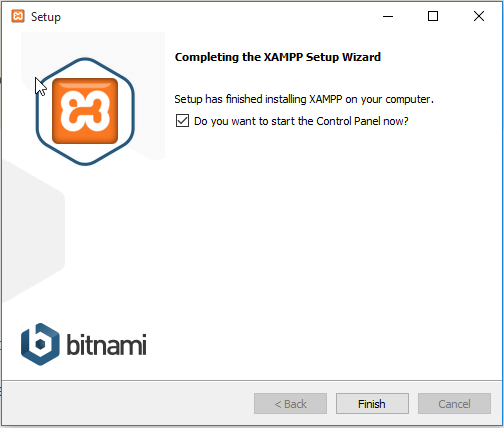 Setup
Completing the XAMPP Setup Wizard
Setup has finished installing XAMPP on your computer.
Do you want to start the Control Panel now?
bitnami
< Back
Finish
Cancel